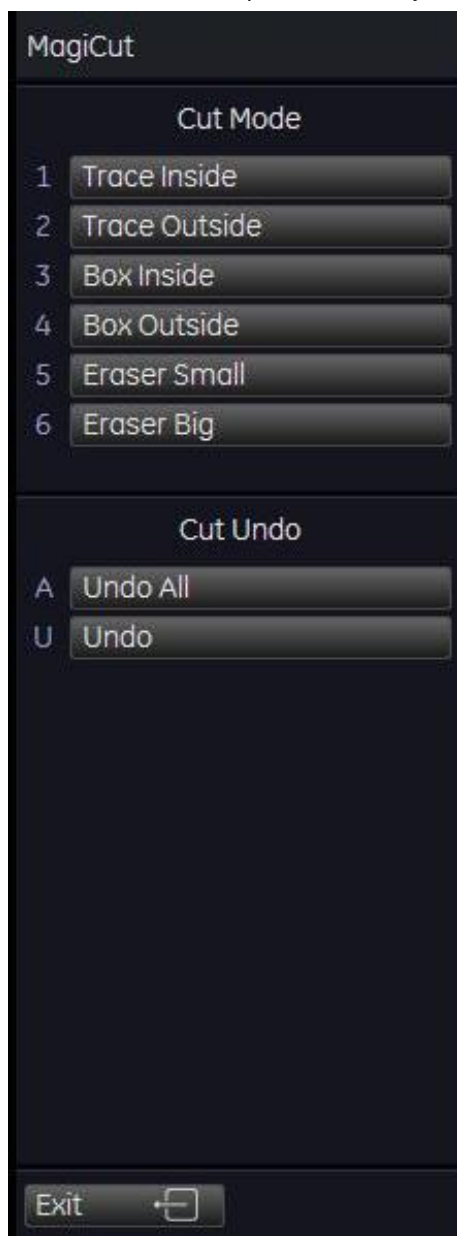 MagiCut
Cut Mode
1 Trace Inside
2 Trace Outside
3 Box Inside
4 Box Outside
5 Eraser Small
6 Eraser Big
Cut Undo
A Undo All
U Undo
Exit